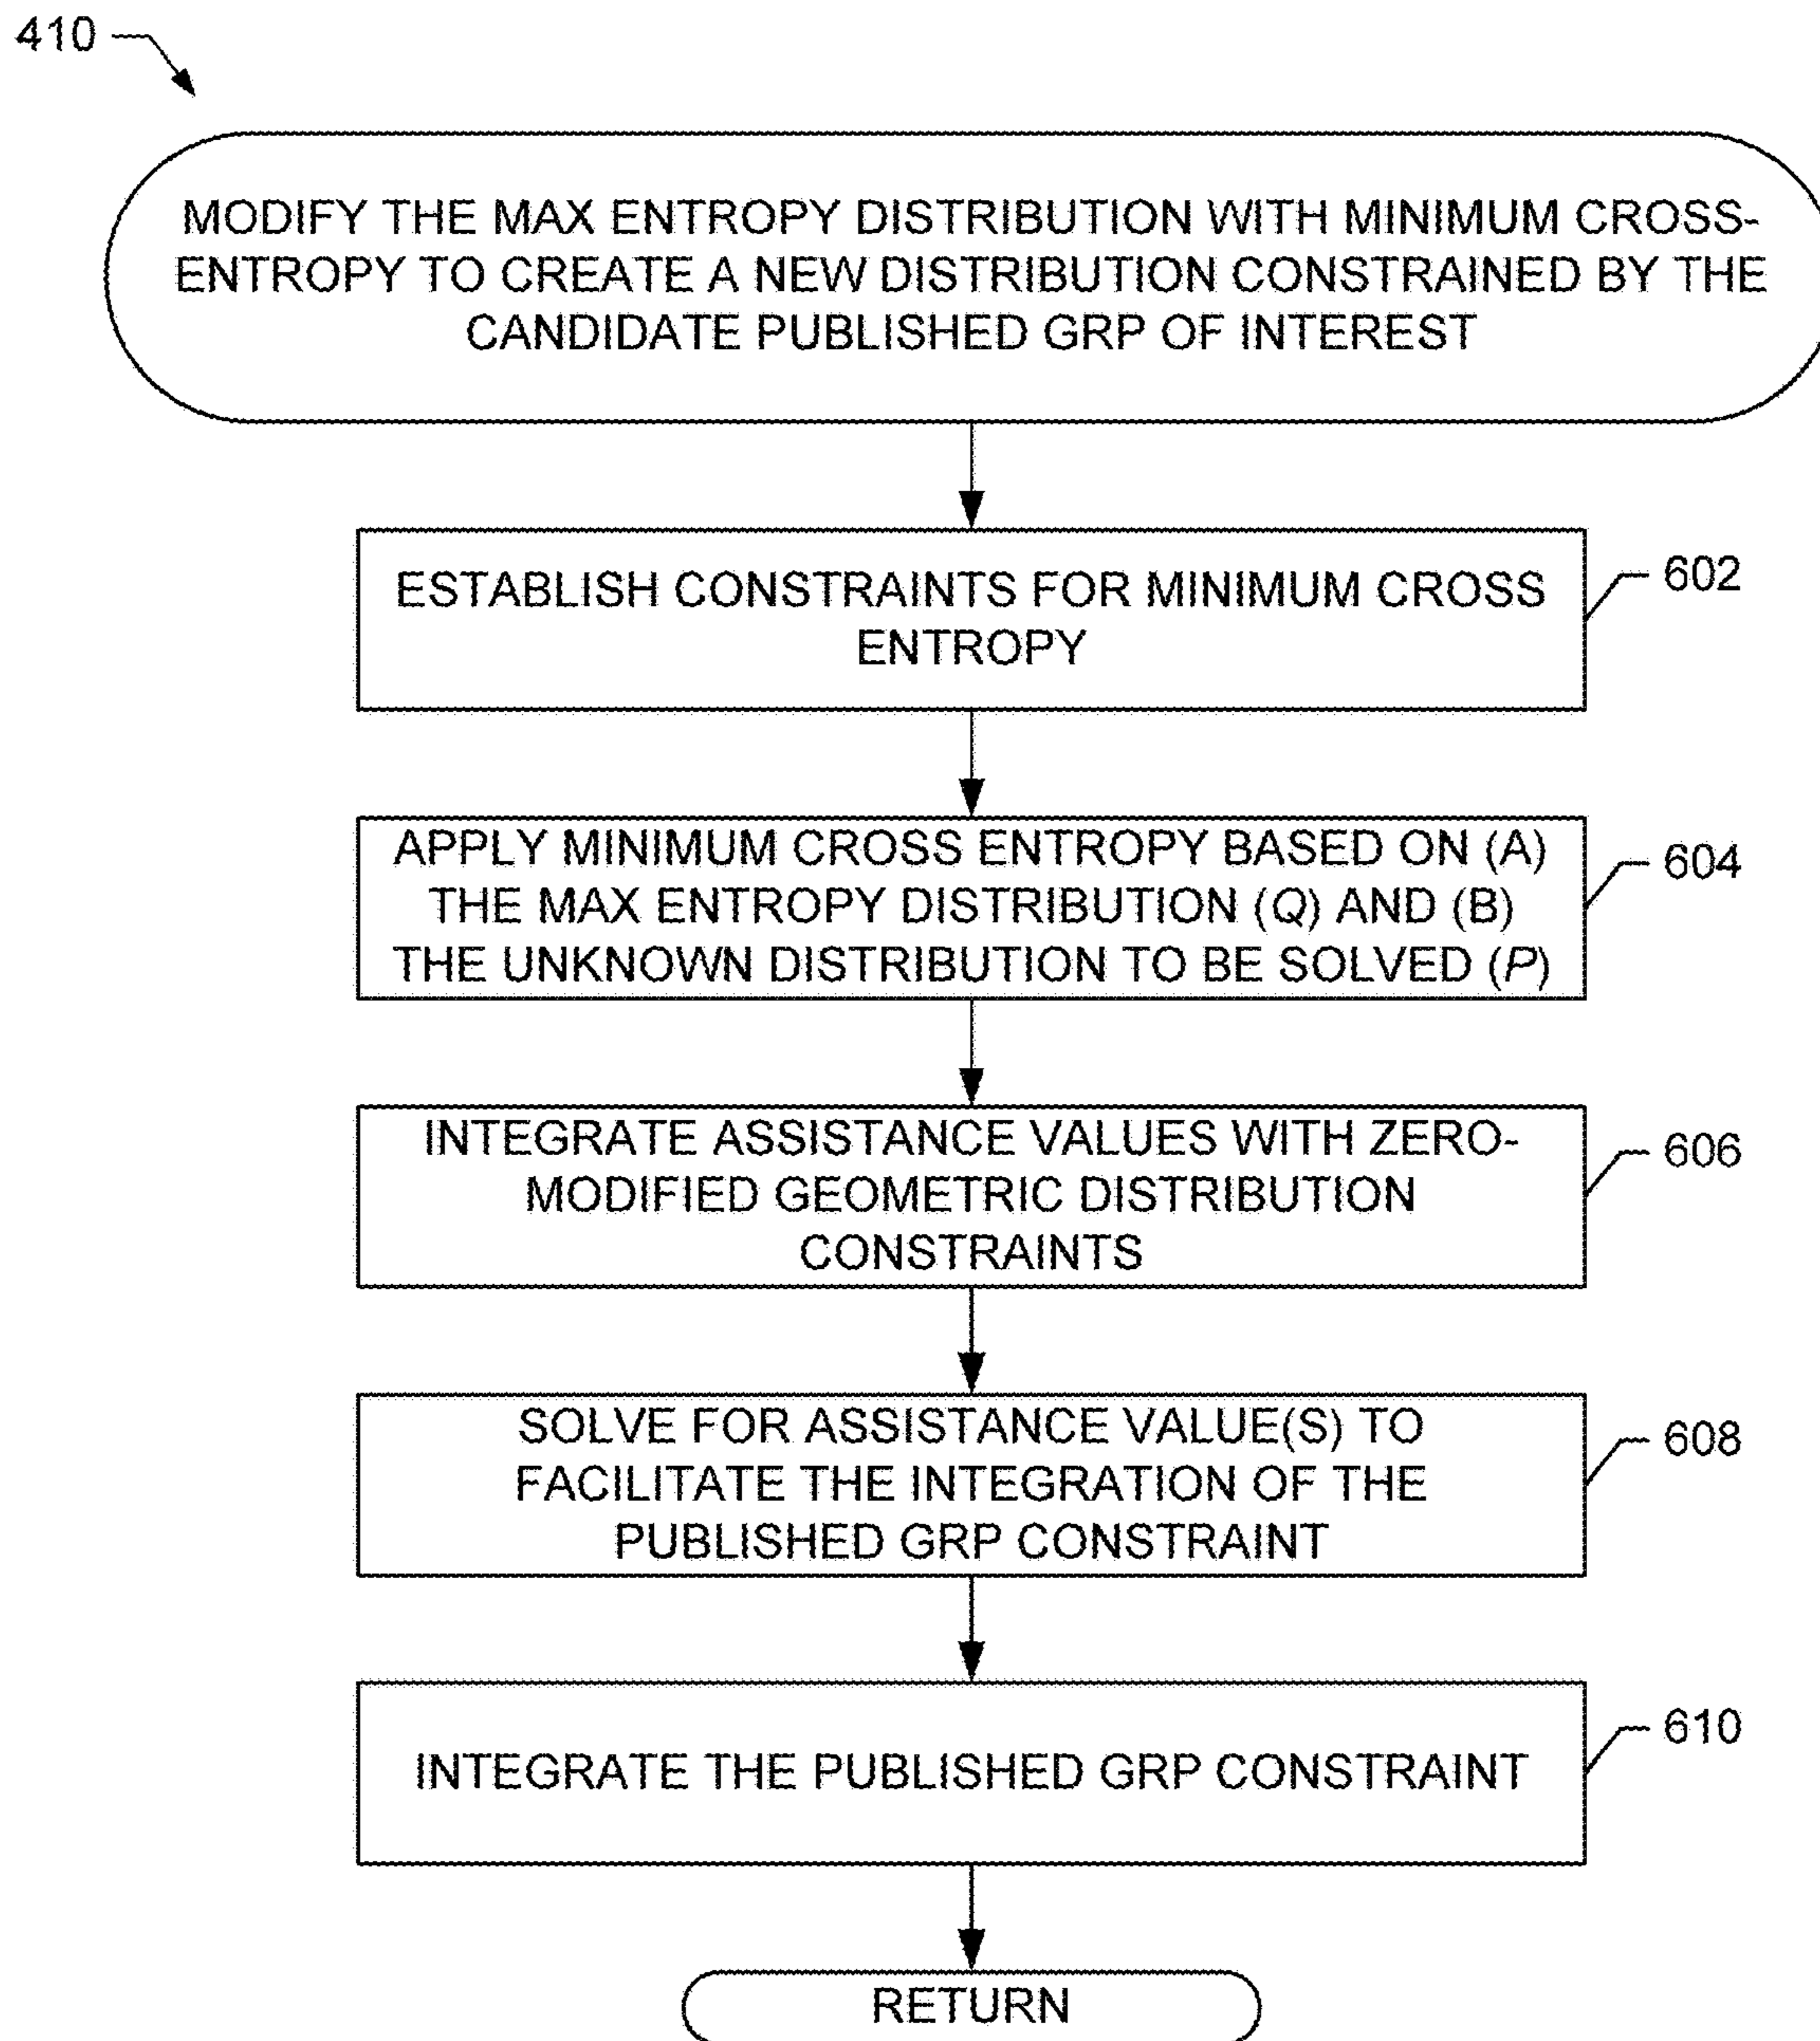 410
MODIFY THE MAX ENTROPY DISTRIBUTION WITH MINIMUM CROSS-
ENTROPY TO CREATE A NEW DISTRIBUTION CONSTRAINED BY THE
CANDIDATE PUBLISHED GRP OF INTEREST
ESTABLISH CONSTRAINTS FOR MINIMUM CROSS
ENTROPY
602
APPLY MINIMUM CROSS ENTROPY BASED ON (A)
THE MAX ENTROPY DISTRIBUTION (Q) AND (B)
THE UNKNOWN DISTRIBUTION TO BE SOLVED (P)
604
INTEGRATE ASSISTANCE VALUES WITH ZERO-
MODIFIED GEOMETRIC DISTRIBUTION
CONSTRAINTS
606
SOLVE FOR ASSISTANCE VALUE(S) TO
FACILITATE THE INTEGRATION OF THE
PUBLISHED GRP CONSTRAINT
608
INTEGRATE THE PUBLISHED GRP CONSTRAINT
610
RETURN